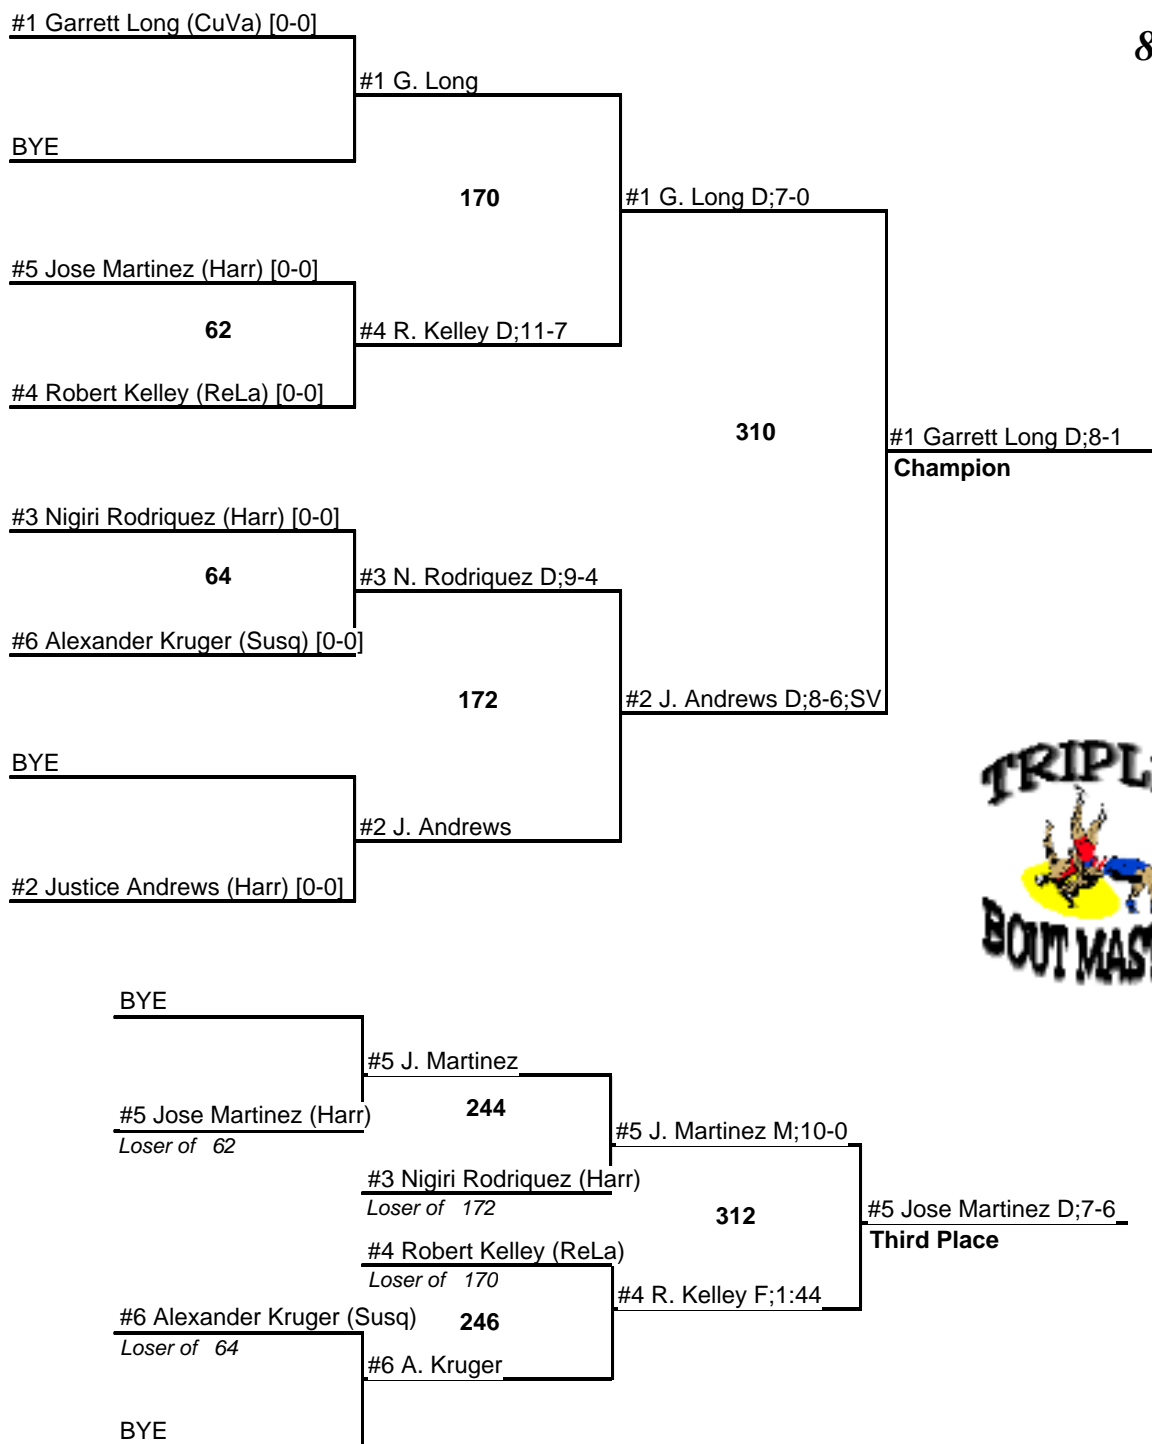 #1 Garrett Long (CuVa) [0-0]
8
#1 G. Long
BYE
170
#1 G. Long D;7-0
#5 Jose Martinez (Harr) [0-0]
62
#4 R. Kelley D;11-7
#4 Robert Kelley (ReLa) [0-0]
310
#1 Garrett Long D;8-1
Champion
#3 Nigiri Rodriquez (Harr) [0-0]
64
#3 N. Rodriquez D;9-4
#6 Alexander Kruger (Susq) [0-0]
172
#2 J. Andrews D;8-6;SV
BYE
#2 J. Andrews
#2 Justice Andrews (Harr) [0-0]
TRIPL
BOUT MAST
BYE
#5 J. Martinez
244
#5 Jose Martinez (Harr)
Loser of 62
#5 J. Martinez M;10-0
#3 Nigiri Rodriquez (Harr)
Loser of 172
312
#5 Jose Martinez D;7-6
Third Place
#4 Robert Kelley (ReLa)
Loser of 170
#4 R. Kelley F;1:44
#6 Alexander Kruger (Susq)
246
Loser of 64
#6 A. Kruger
BYE